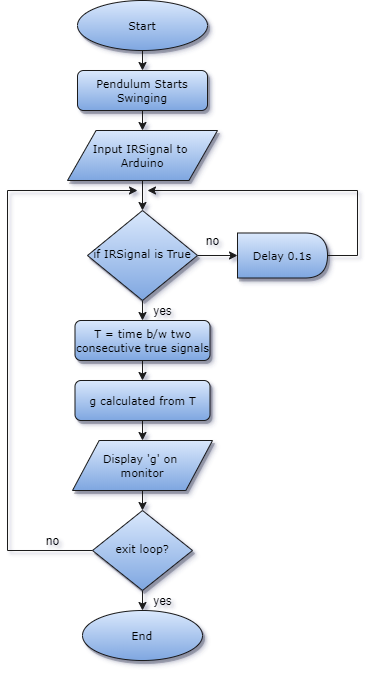 Start
Pendulum Starts
Swinging
Input IRSignal to
Arduino
if IRSignal is True
no
Delay 0.1s
yes
T = time b/w two
consecutive true signals
g calculated from T
Display 'g' on
monitor
no
exit loop?
yes
End